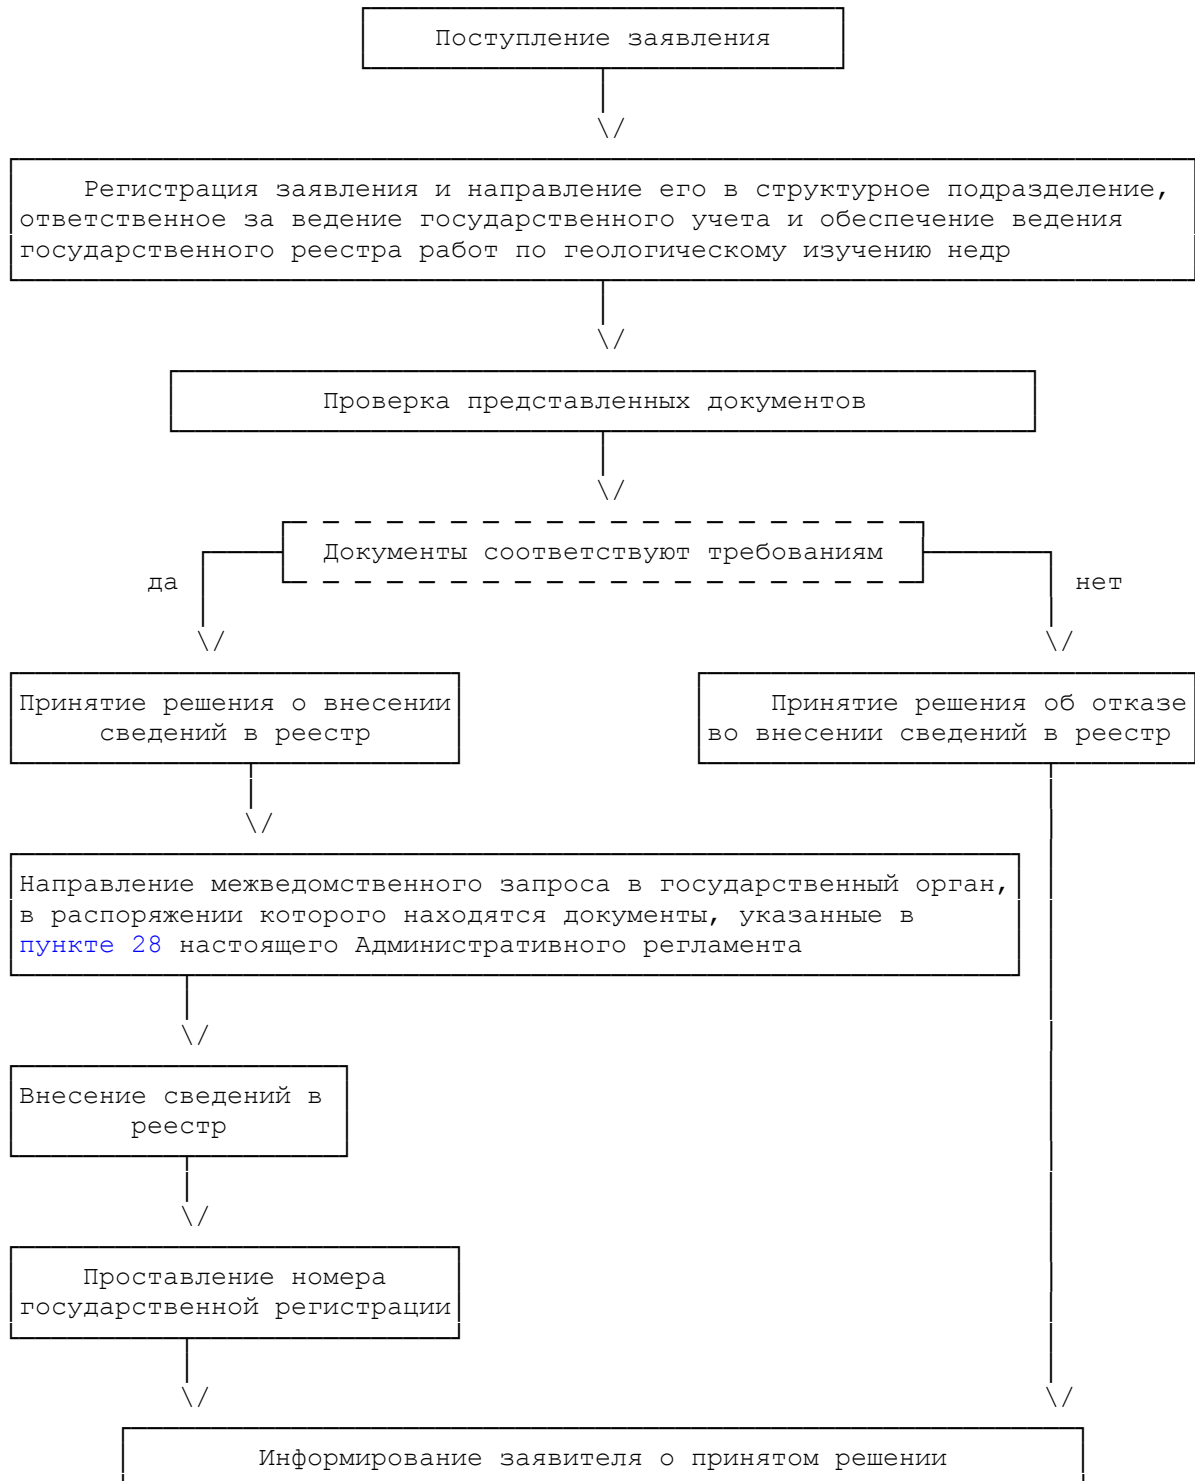 Поступление заявления
Регистрация заявления и направление его в структурное подразделение,
ответственное за ведение государственного учета и обеспечение ведения
государственного реестра работ по геологическому изучению недр
Проверка представленных документов
Документы соответствуют требованиям
да
нет
Принятие решения о внесении
сведений в реестр
Принятие решения об отказе
во внесении сведений в реестр
Направление межведомственного запроса в государственный орган,
в распоряжении которого находятся документы, указанные в
пункте 28 настоящего Административного регламента
Внесение сведений в
реестр
Проставление номера
государственной регистрации
Информирование заявителя о принятом решении